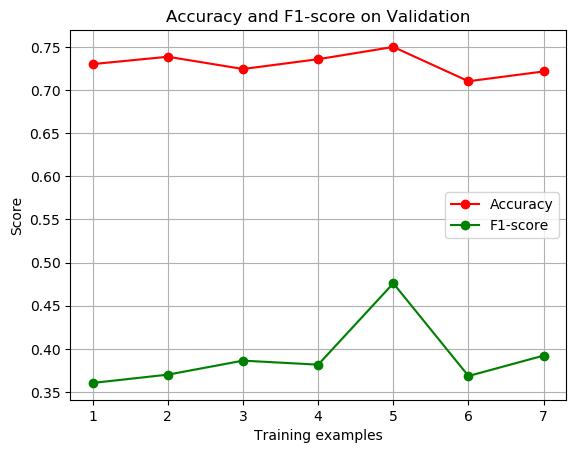 Accuracy and F1-score on Validation
0.75
0.70
0.65
0.60
0.55
0.50
0.45
0.40
0.35
Score
Accuracy
F1-score
1 2 3 4 5 6 7
Training examples